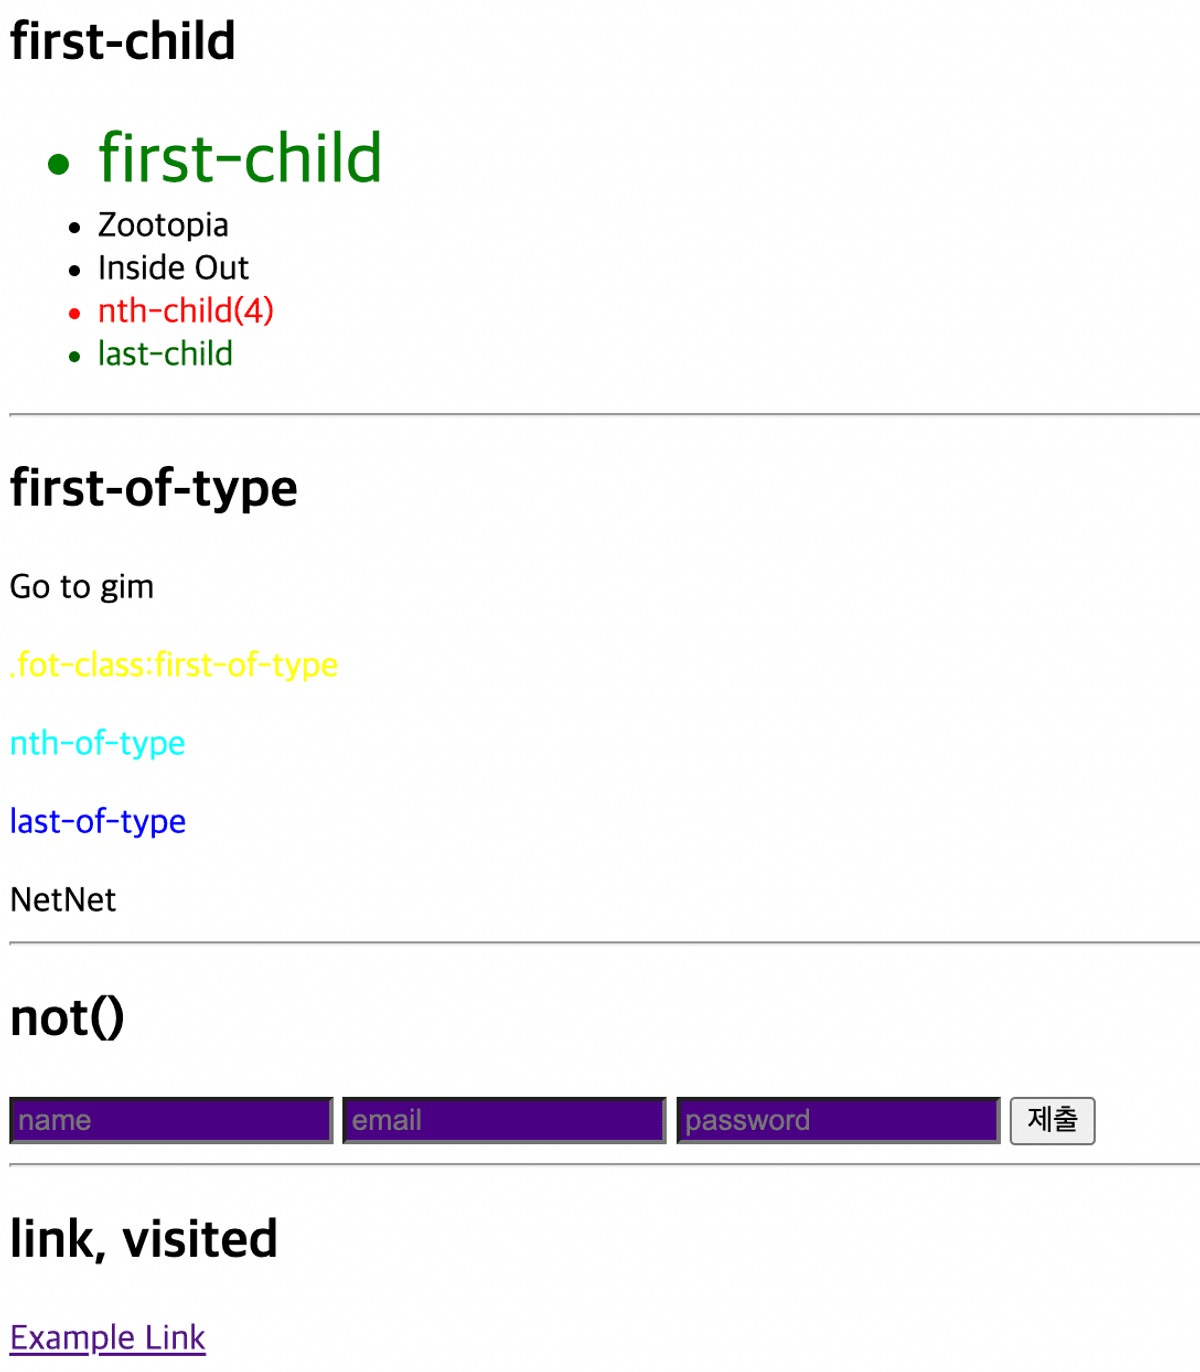 first-child
first-child
Zootopia
Inside Out
nth-child(4)
last-child
first-of-type
Go to gim
.fot-class:first-of-type
nth-of-type
last-of-type
NetNet
not()
name email password 제출
link, visited
Example Link